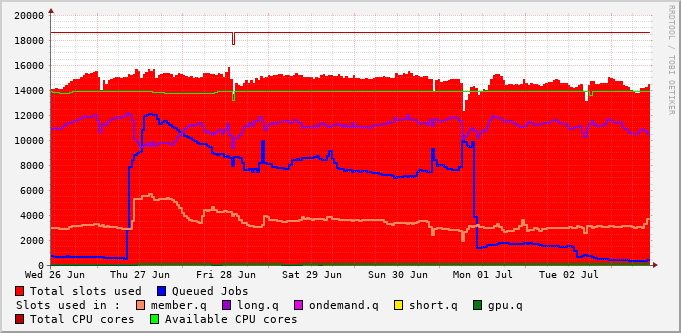 RRDTOOL / TOBI OETIKER
20000
18000
16000
14000
12000
10000
8000
6000
4000
2000
0
Wed 26 Jun Thu 27 Jun Fri 28 Jun Sat 29 Jun Sun 30 Jun Mon 01 Jul Tue 02 Jul
Total slots used Queued Jobs
Slots used in : member.q long.q ondemand.q short.q gpu.q
Total CPU cores Available CPU cores